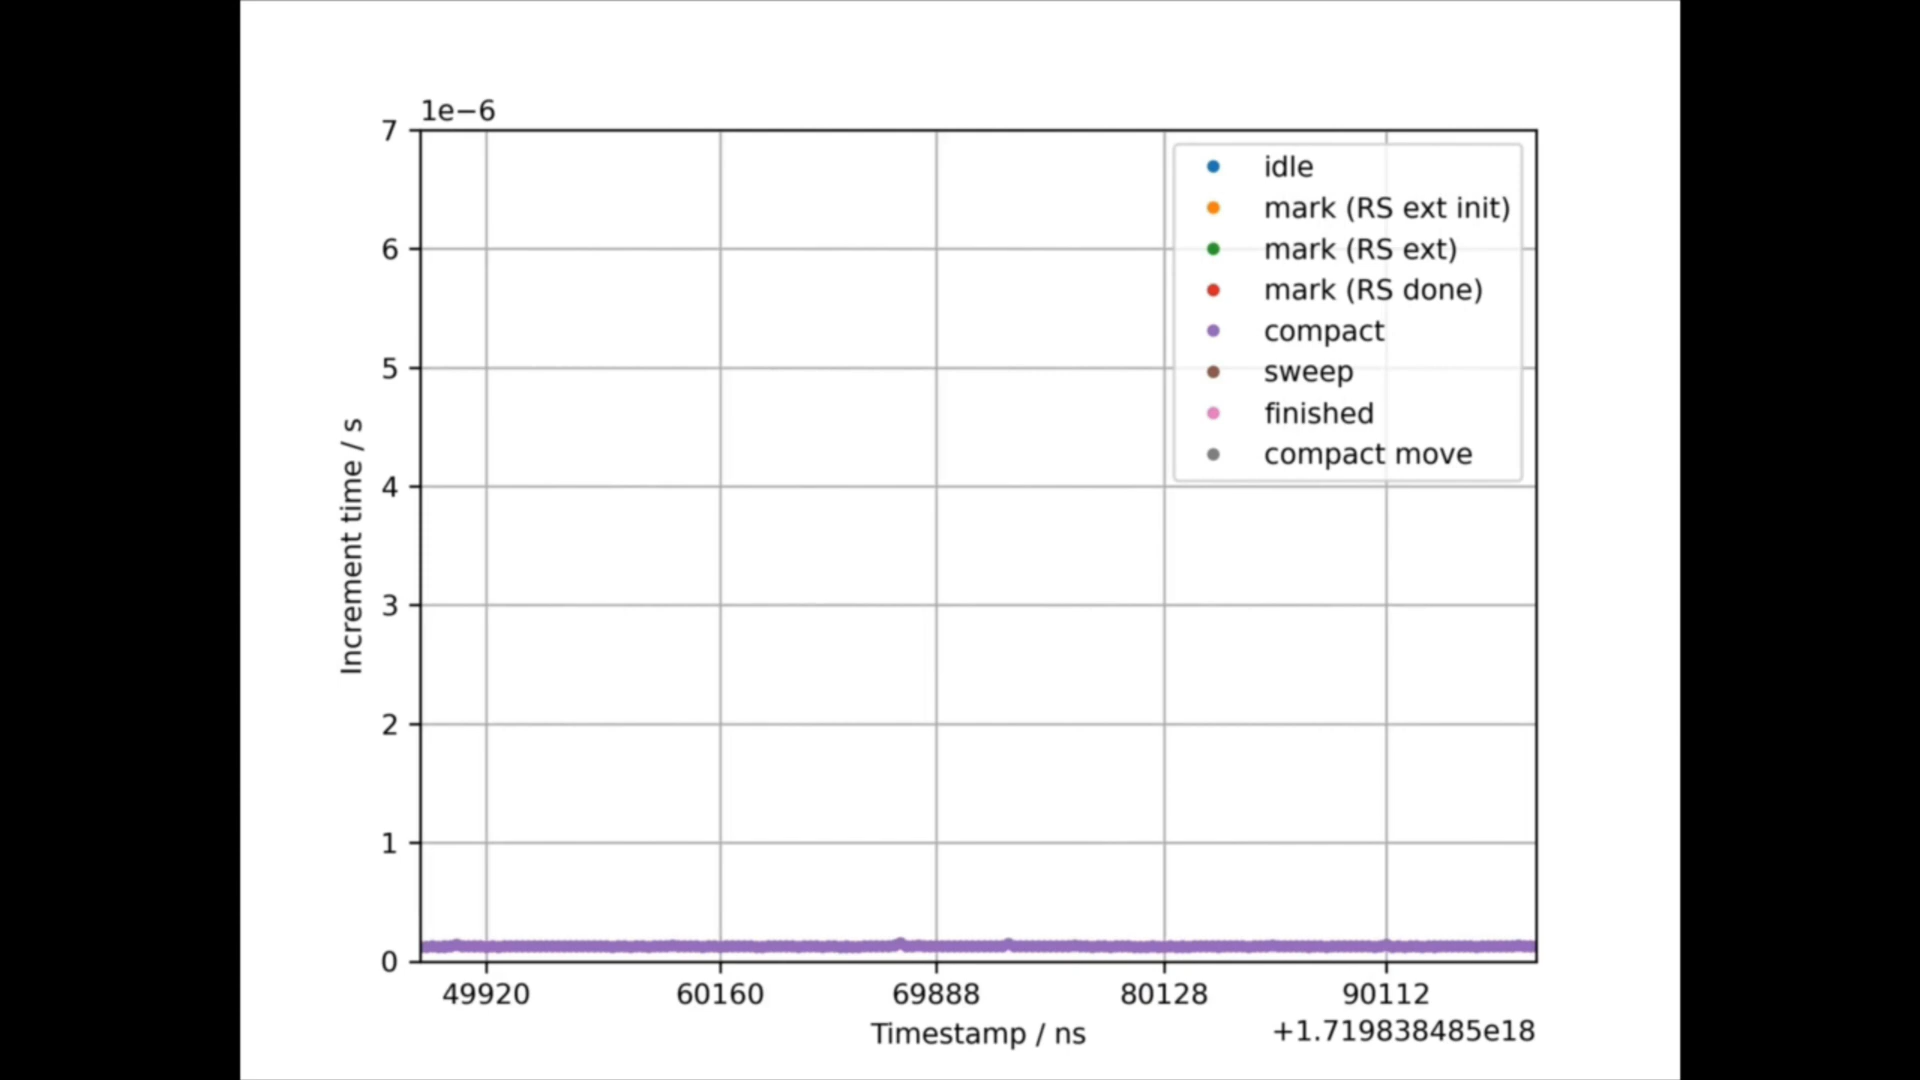 1e−6
7
6
5
4
3
2
1
0
Increment time / s
idle
mark (RS ext init)
mark (RS ext)
mark (RS done)
compact
sweep
finished
compact move
49920 60160 69888 80128 90112
Timestamp / ns
+1.719838485e18